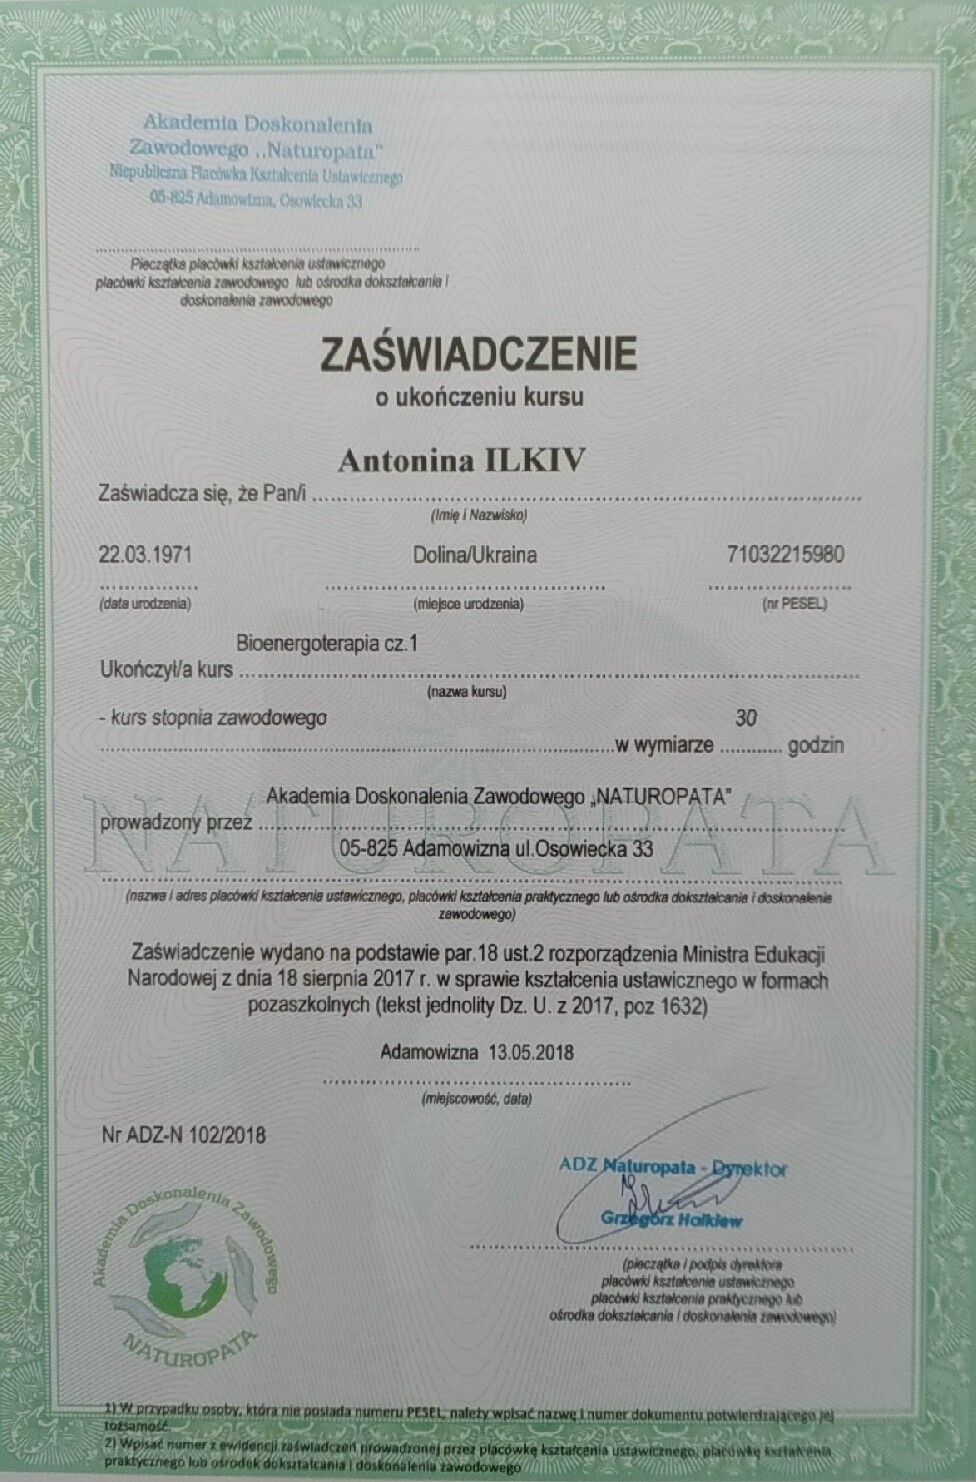 Akademia Doskonalenia
Zawodowego „Naturopata"
Niepubliczna Placówka Kształcenia Ustawicznego
05-825 Adamowizna, Osowiecka 33
Pieczątka placówki kształcenia ustawicznego
placówki kształcenia zawodowego lub ośrodka dokształcania i
doskonalenia zawodowego
ZAŚWIADCZENIE
o ukończeniu kursu
Antonina ILKIV
Zaświadcza się, że Pan/i
(Imię i Nazwisko)
22.03.1971 Dolina/Ukraina 71032215980
(data urodzenia) (miejsce urodzenia) (nr PESEL)
Bioenergoterapia cz.1
Ukończył/a kurs
(nazwa kursu)
- kurs stopnia zawodowego 30
w wymiarze ............ godzin
Akademia Doskonalenia Zawodowego „NATUROPATA"
prowadzony przez
NATUROPATA
05-825 Adamowizna ul.Osowiecka 33
(nazwa i adres placówki kształcenie ustawicznego, placówki kształcenia praktycznego lub ośrodka dokształcania i doskonalenie
zawodowego)
Zaświadczenie wydano na podstawie par.18 ust.2 rozporządzenia Ministra Edukacji
Narodowej z dnia 18 sierpnia 2017 r. w sprawie kształcenia ustawicznego w formach
pozaszkolnych (tekst jednolity Dz. U. z 2017, poz 1632)
Adamowizna 13.05.2018
(miejscowość, data)
Nr ADZ-N 102/2018
ADZ Naturopata - Dyrektor
Grzegorz Halkiew
(pieczątka i podpis dyrektora
placówki kształcenie ustawicznego
placówki kształcenia praktycznego lub
ośrodka dokształcania i doskonalenia zawodowego)
Akademia Doskonalenia Zawodowego
NATUROPATA
1) W przypadku osoby, która nie posiada numeru PESEL, należy wpisać nazwę i numer dokumentu potwierdzającego jej
tożsamość.
2) Wpisać numer z ewidencji zaświadczeń prowadzonej przez placówkę kształcenia ustawicznego, placówkę kształcenia
praktycznego lub ośrodek dokształcania i doskonalenia zawodowego